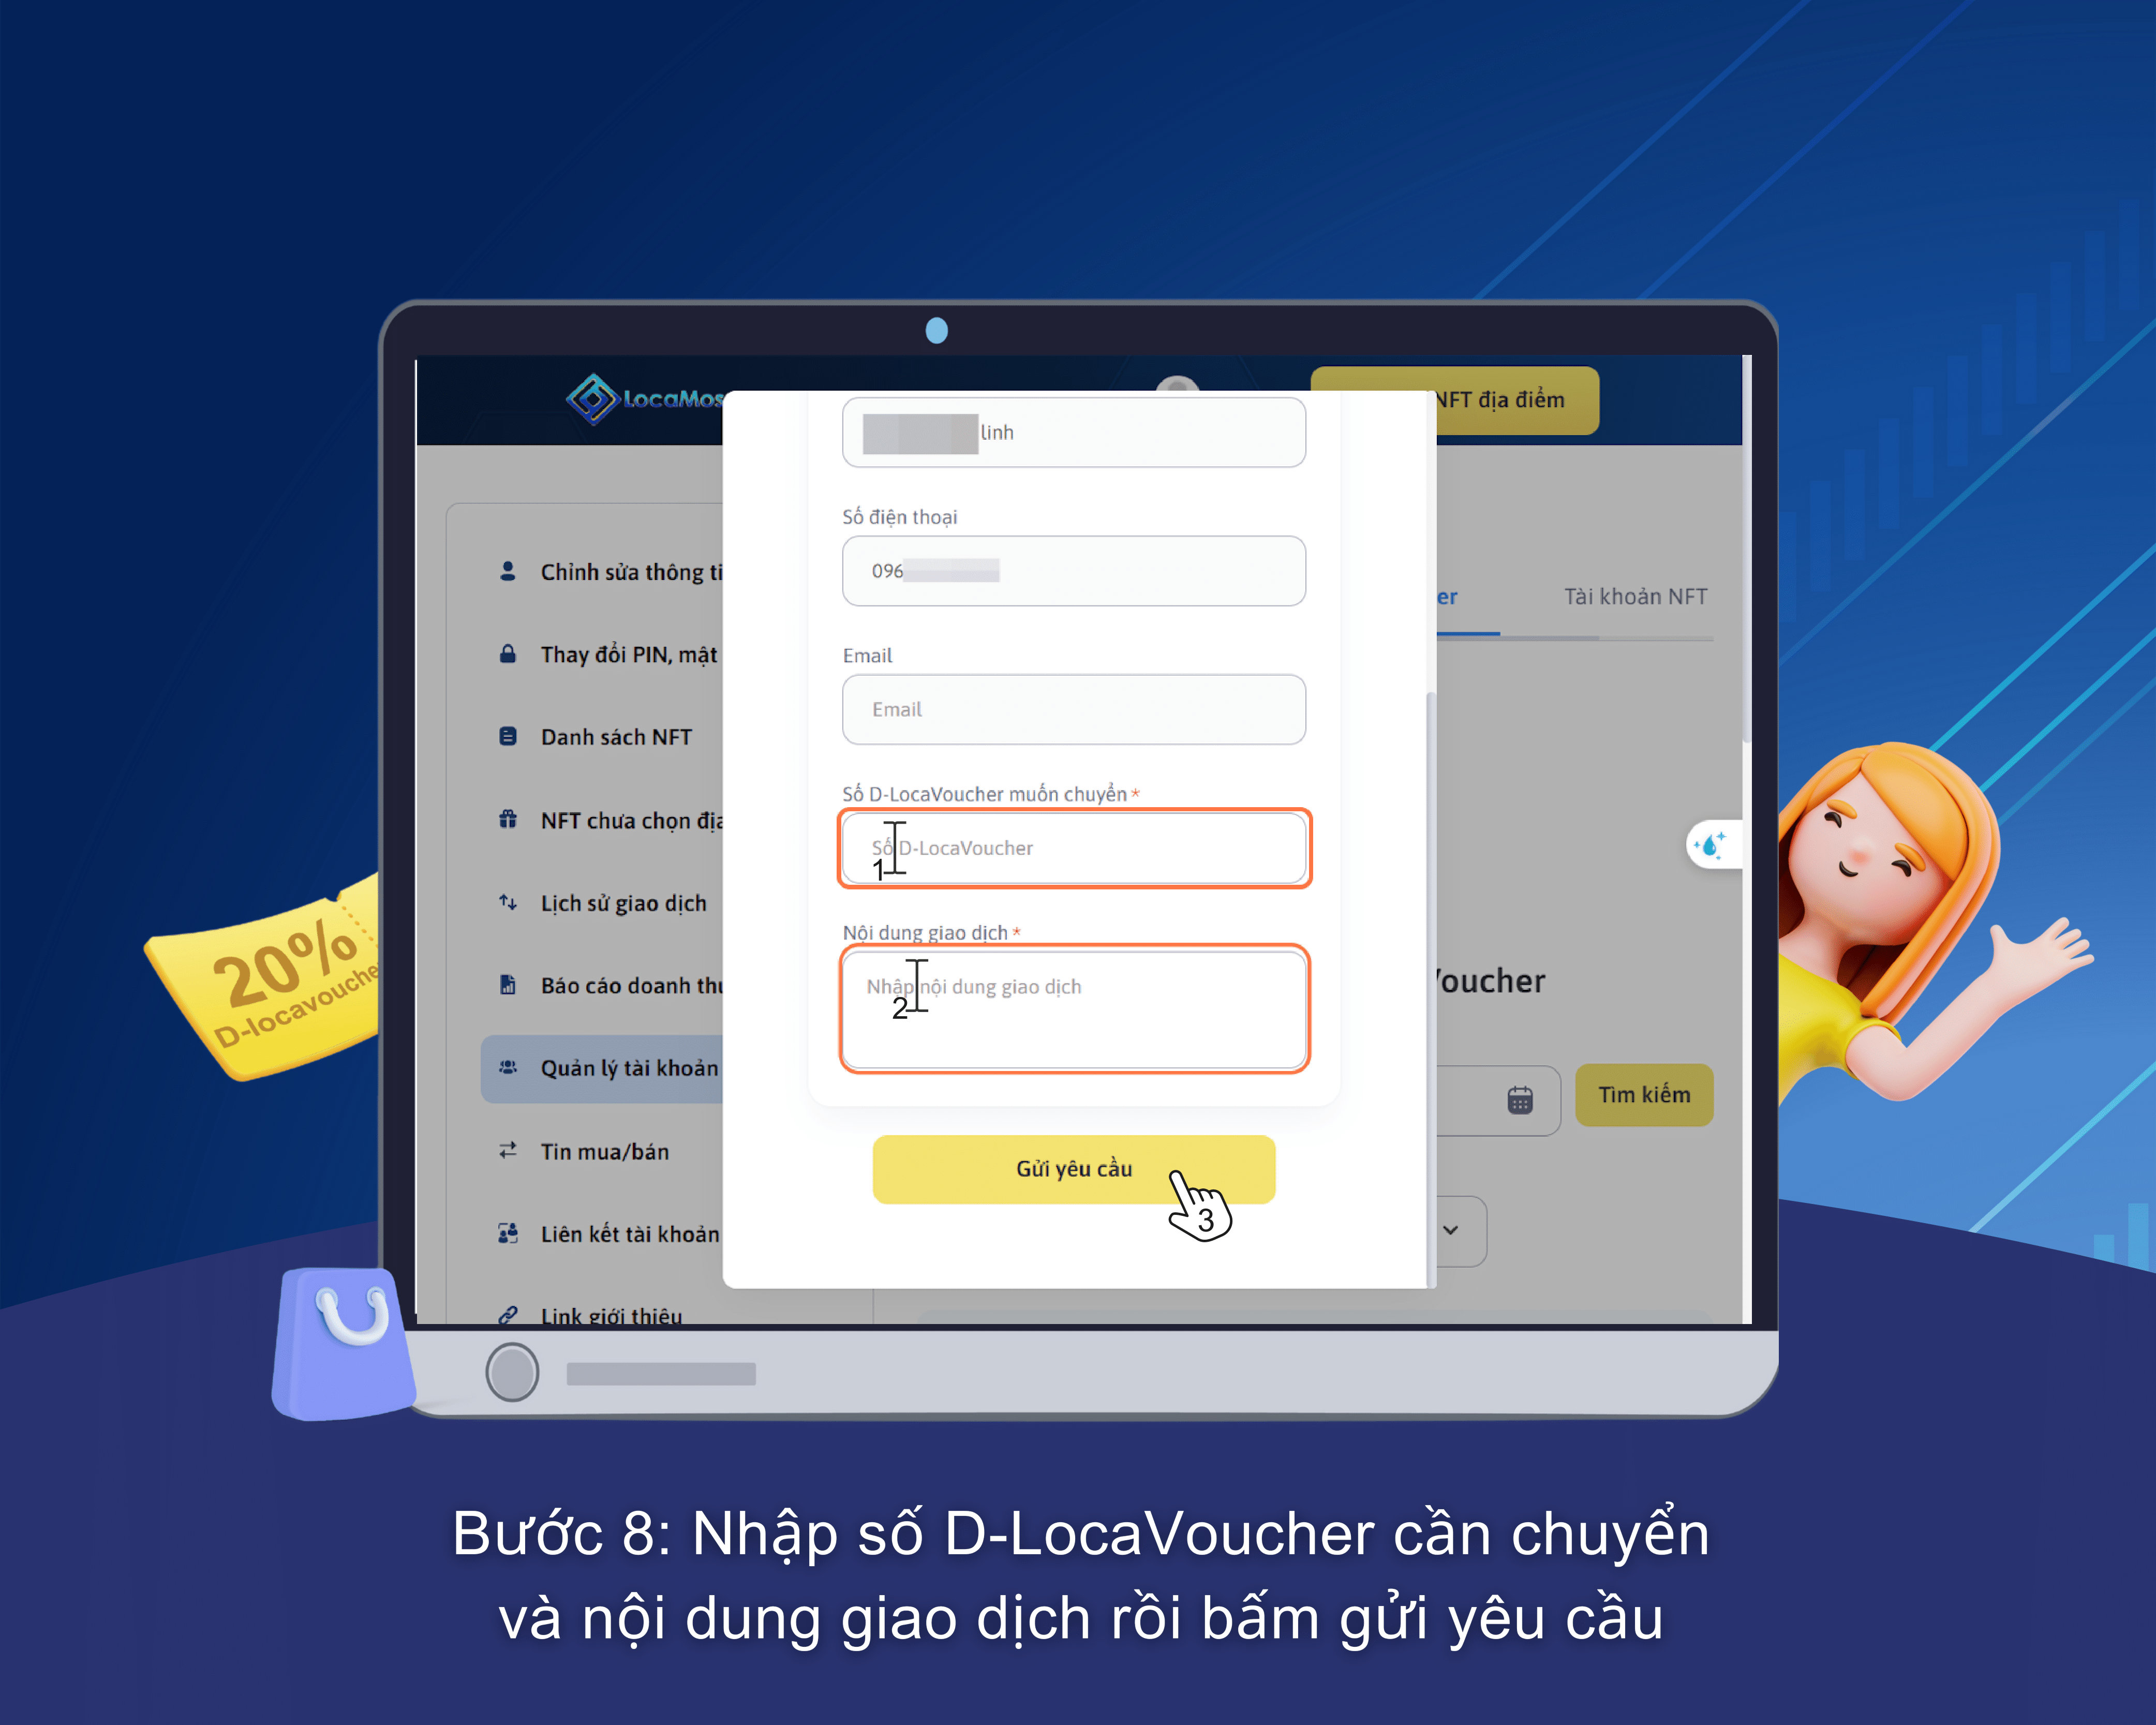 LocaMos
NFT địa điểm
linh
Số điện thoại
096
Email
Email
Số D-LocaVoucher muốn chuyển *
Số D-LocaVoucher
1
Nội dung giao dịch *
Nhập nội dung giao dịch
2
Gửi yêu cầu
3
Chỉnh sửa thông ti
Thay đổi PIN, mật
Danh sách NFT
NFT chưa chọn địa
Lịch sử giao dịch
Báo cáo doanh thu
Quản lý tài khoản
Tin mua/bán
Liên kết tài khoản
Link giới thiệu
er
Tài khoản NFT
Voucher
Tìm kiếm
20%
D-locavoucher
Bước 8: Nhập số D-LocaVoucher cần chuyển
và nội dung giao dịch rồi bấm gửi yêu cầu